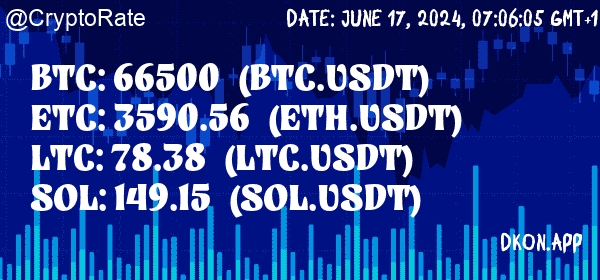 @CryptoRate
DATE: JUNE 17, 2024, 07:06:05 GMT+1
BTC: 66500 (BTC.USDT)
ETC: 3590.56 (ETH.USDT)
LTC: 78.38 (LTC.USDT)
SOL: 149.15 (SOL.USDT)
DKON.APP